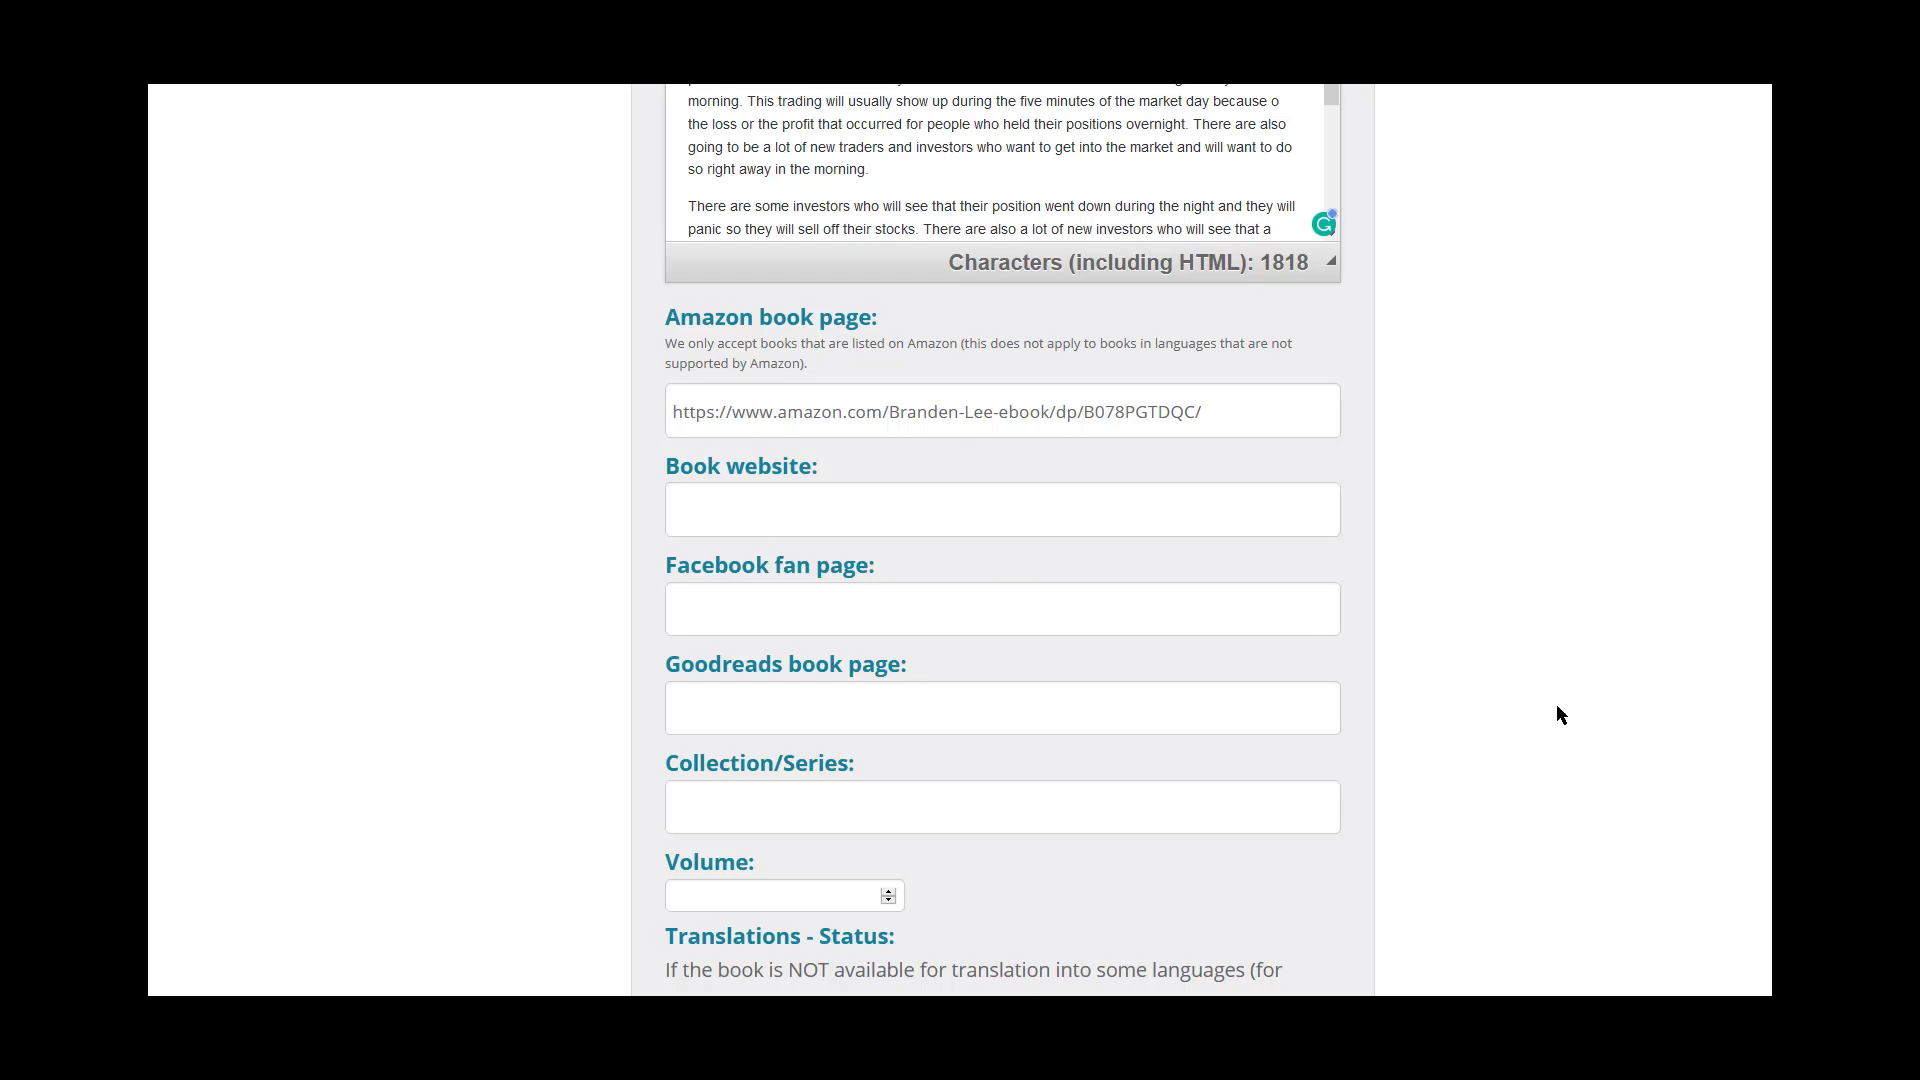 morning. This trading will usually show up during the five minutes of the market day because o
the loss or the profit that occurred for people who held their positions overnight. There are also
going to be a lot of new traders and investors who want to get into the market and will want to do
so right away in the morning.
There are some investors who will see that their position went down during the night and they will
panic so they will sell off their stocks. There are also a lot of new investors who will see that a
Characters (including HTML): 1818
Amazon book page:
We only accept books that are listed on Amazon (this does not apply to books in languages that are not
supported by Amazon).
https://www.amazon.com/Branden-Lee-ebook/dp/B078PGTDQC/
Book website:
Facebook fan page:
Goodreads book page:
Collection/Series:
Volume:
Translations - Status:
If the book is NOT available for translation into some languages (for